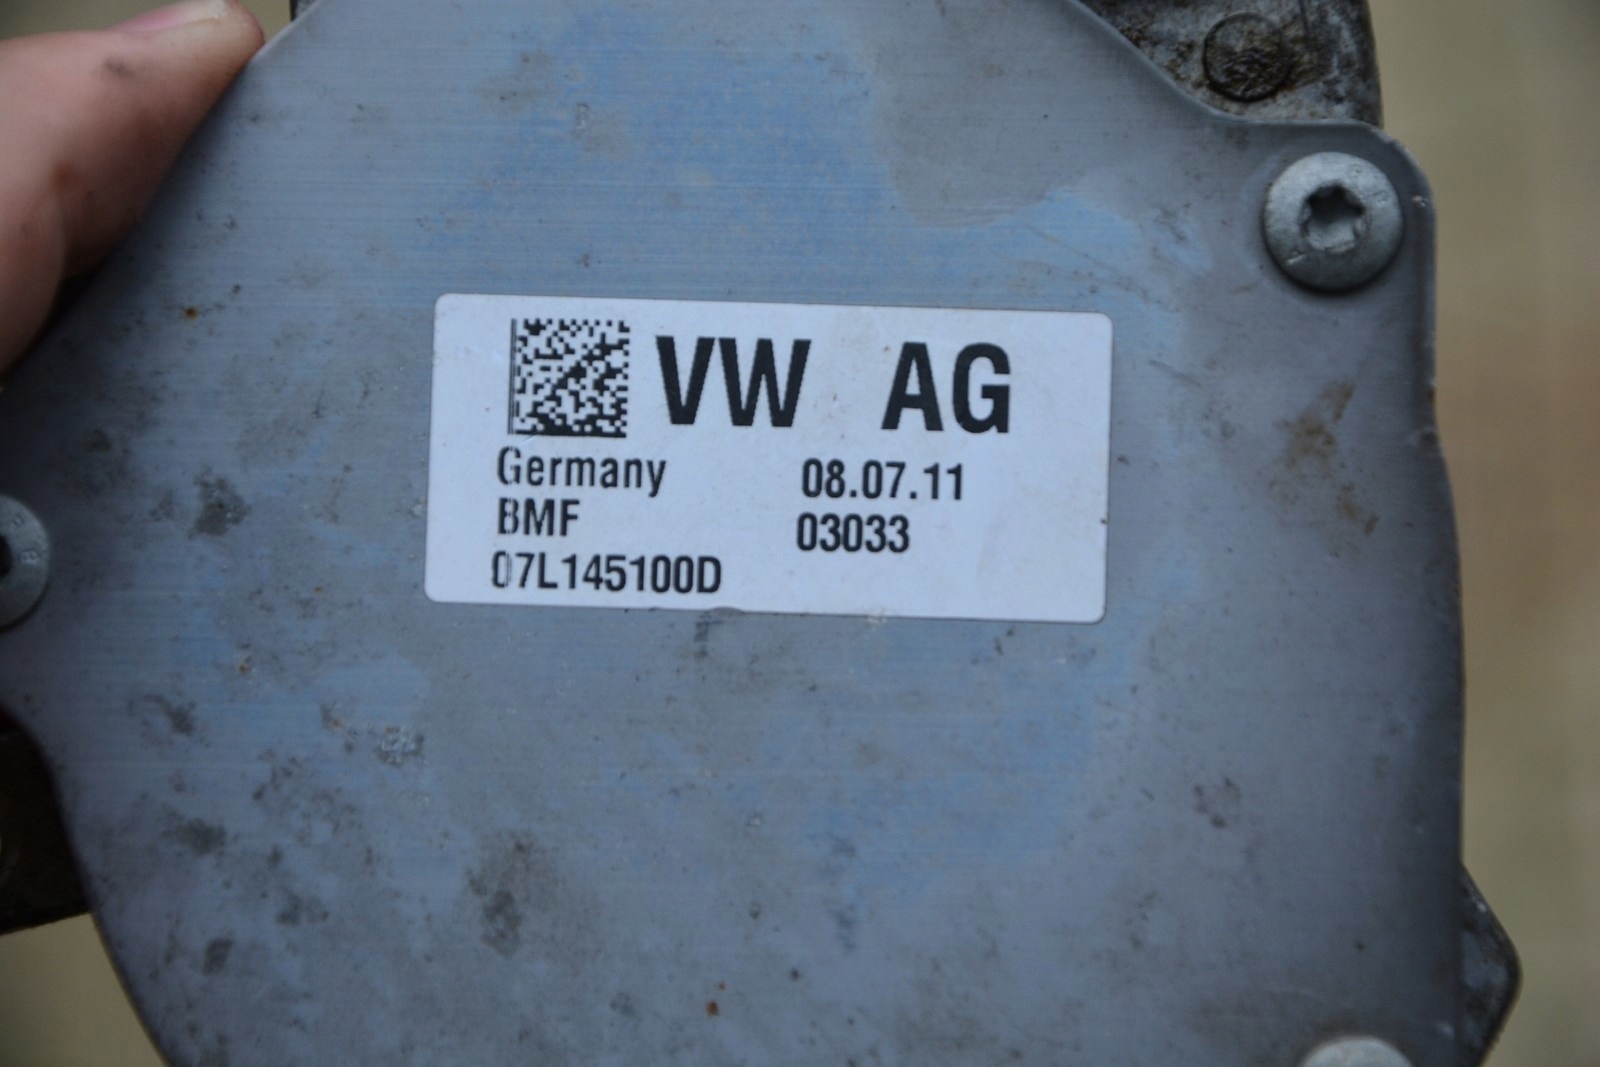 VW AG
Germany 08.07.11
BMF 03033
07L145100D